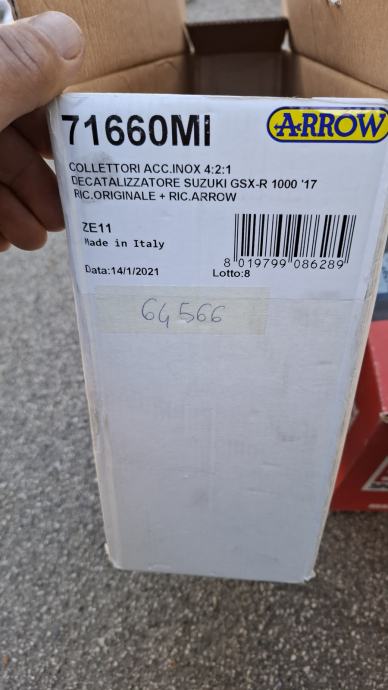 71660MI
ARROW
COLLETTORI ACC.INOX 4:2:1
DECATALIZZATORE SUZUKI GSX-R 1000 '17
RIC.ORIGINALE + RIC.ARROW
ZE11
Made in Italy
8 019799 086289
Data:14/1/2021
Lotto:8
64566